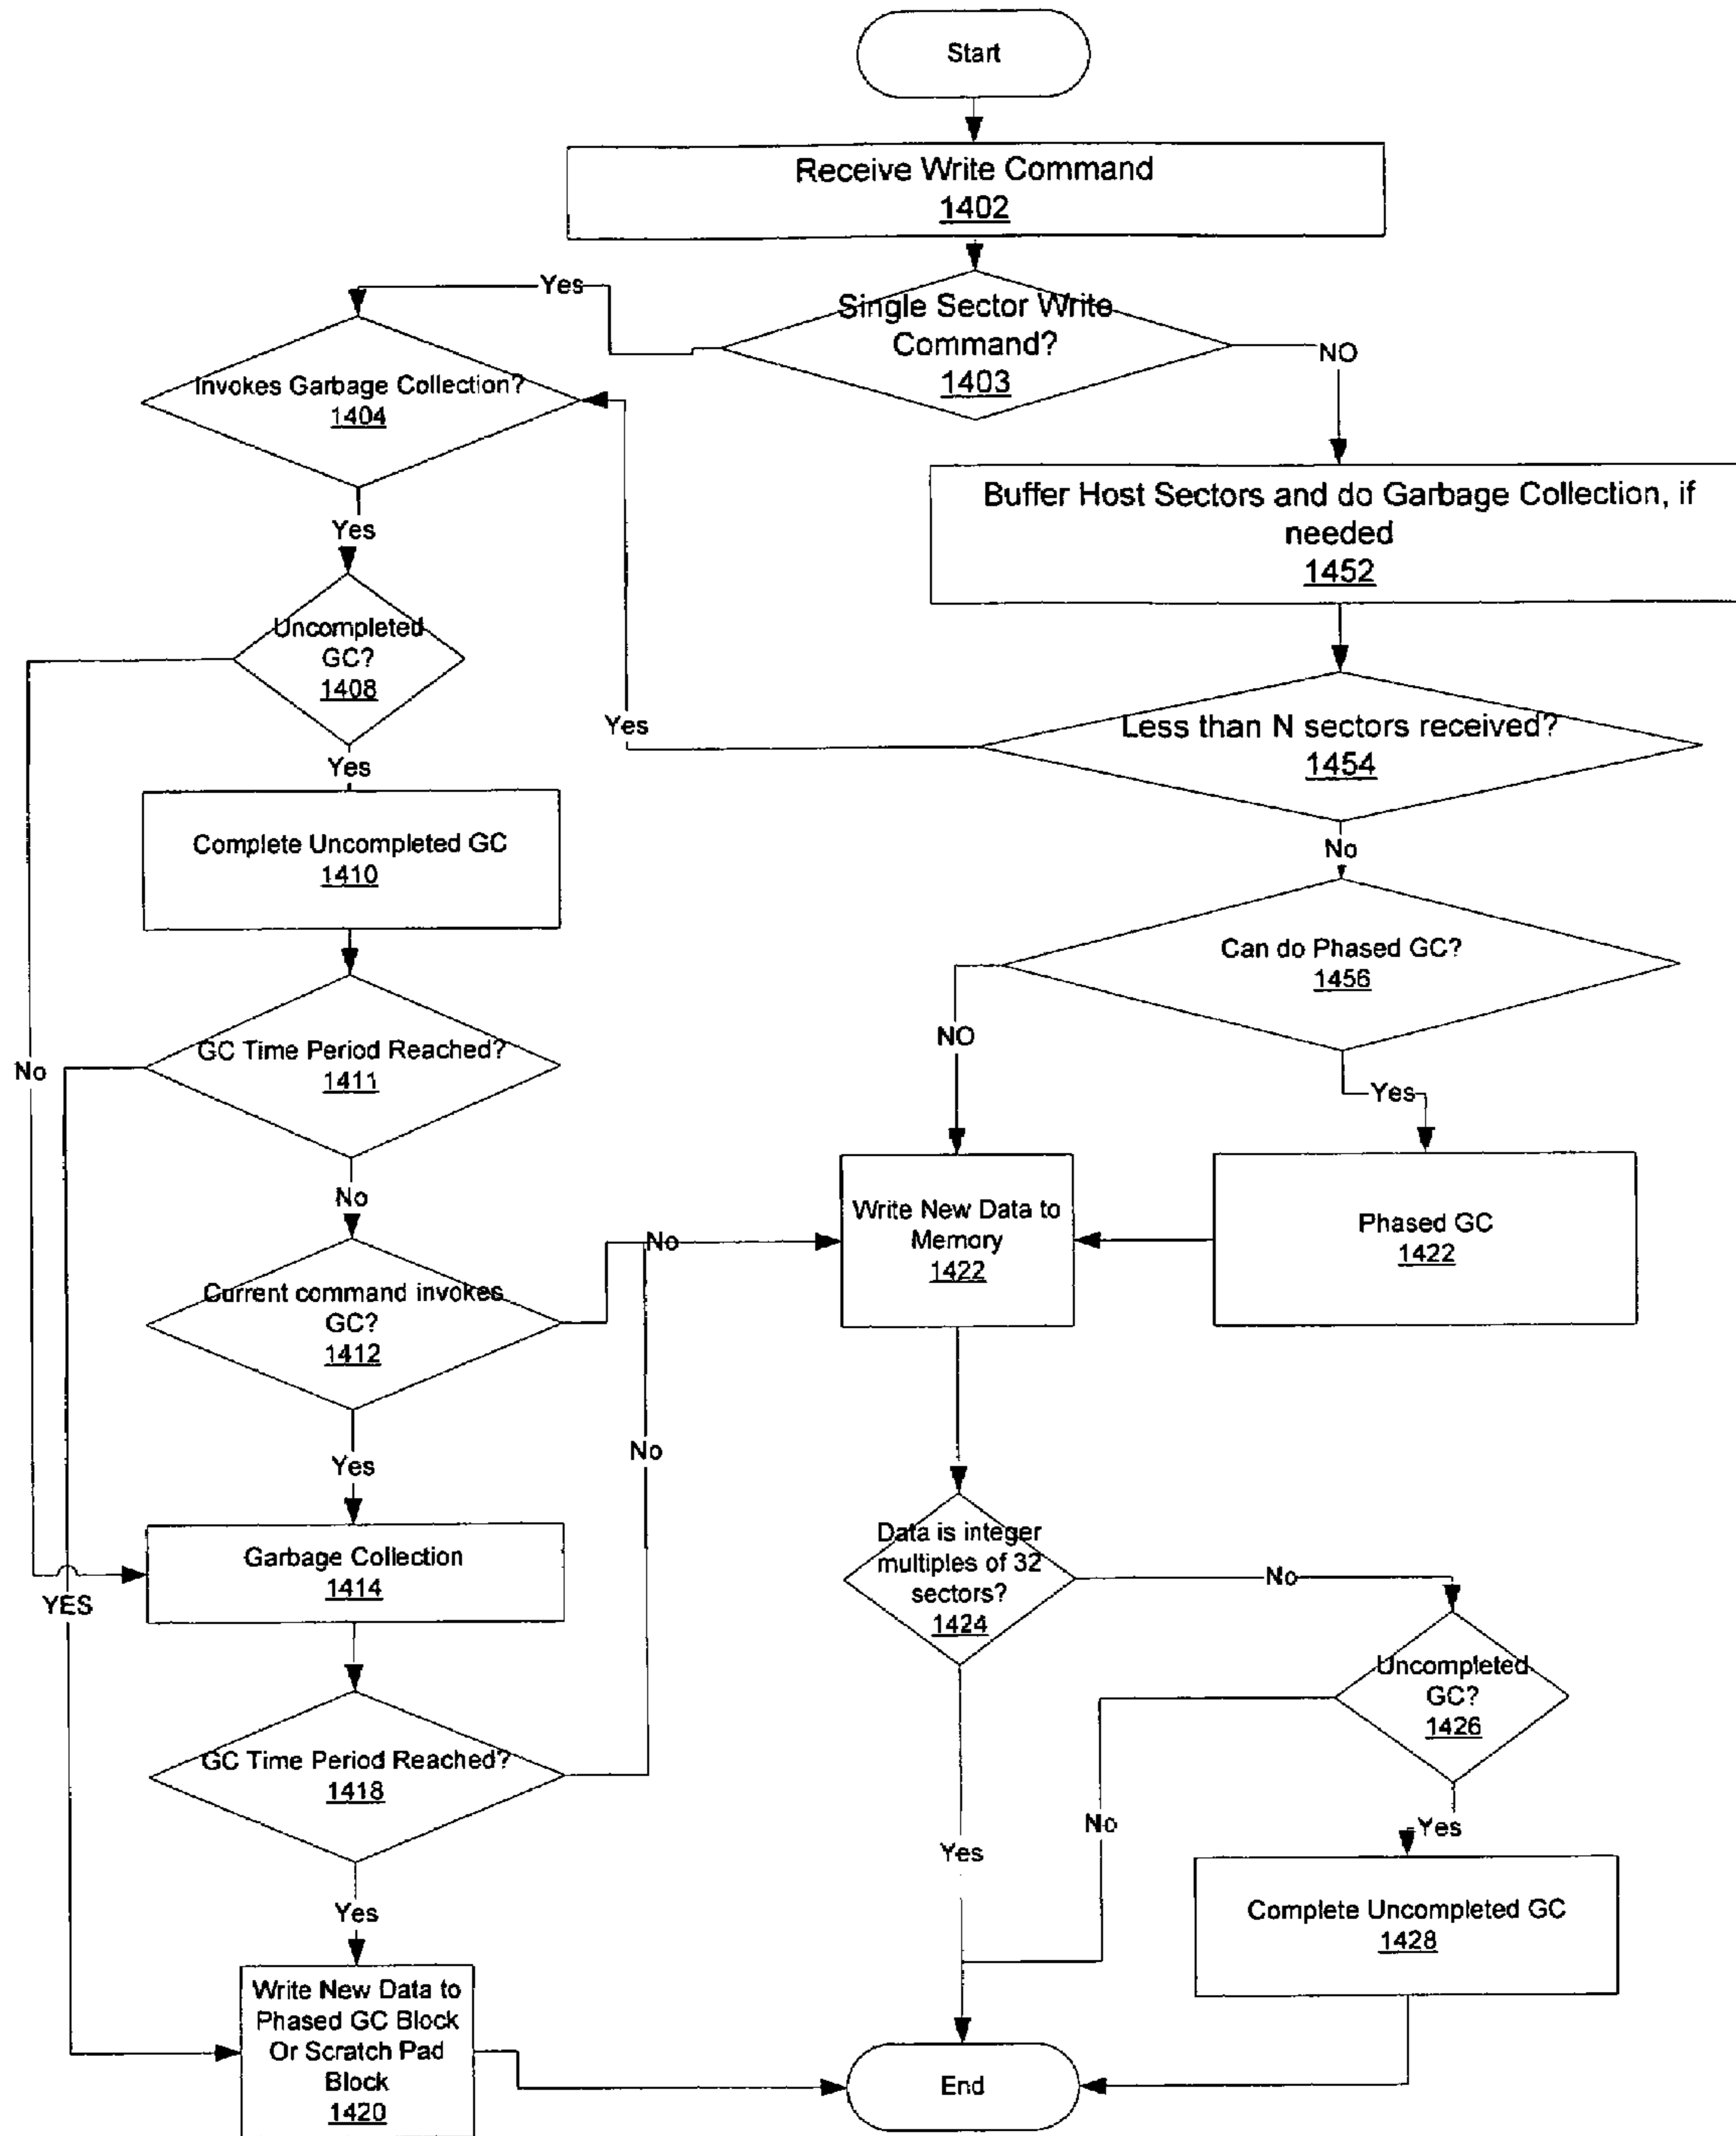 Start
Receive Write Command
1402
Yes
Single Sector Write
Command?
1403
NO
Invokes Garbage Collection?
1404
Yes
Buffer Host Sectors and do Garbage Collection, if
needed
1452
Uncompleted
GC?
1408
Yes
Less than N sectors received?
1454
Yes
No
Complete Uncompleted GC
1410
Can do Phased GC?
1456
NO
Yes
GC Time Period Reached?
1411
No
No
Write New Data to
Memory
1422
Phased GC
1422
Current command invokes
GC?
1412
No
No
Yes
Garbage Collection
1414
YES
Data is integer
multiples of 32
sectors?
1424
No
Uncompleted
GC?
1426
GC Time Period Reached?
1418
No
Yes
Yes
Yes
Complete Uncompleted GC
1428
Write New Data to
Phased GC Block
Or Scratch Pad
Block
1420
End